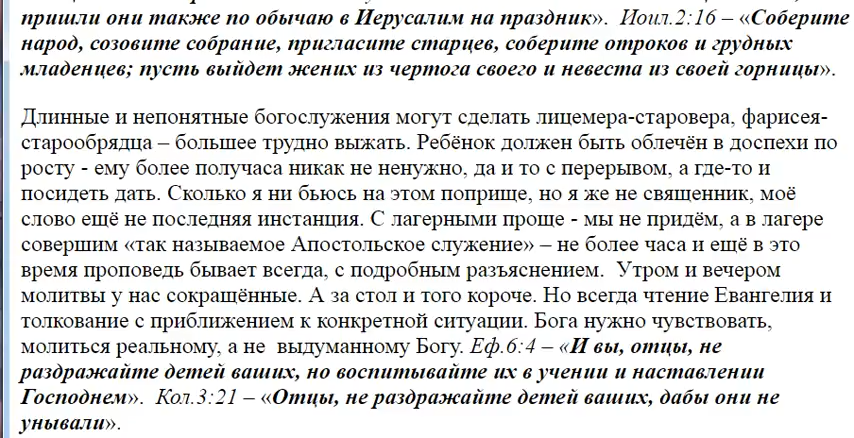 пришли они также по обычаю в Иерусалим на праздник».  Иоил.2:16 – «Соберите
народ, созовите собрание, пригласите старцев, соберите отроков и грудных
младенцев; пусть выйдет жених из чертога своего и невеста из своей горницы».
Длинные и непонятные богослужения могут сделать лицемера-старовера, фарисея-
старообрядца – большее трудно выжать. Ребёнок должен быть облечён в доспехи по
росту - ему более получаса никак не ненужно, да и то с перерывом, а где-то и
посидеть дать. Сколько я ни бьюсь на этом поприще, но я же не священник, моё
слово ещё не последняя инстанция. С лагерными проще - мы не придём, а в лагере
совершим «так называемое Апостольское служение» – не более часа и ещё в это
время проповедь бывает всегда, с подробным разъяснением.  Утром и вечером
молитвы у нас сокращённые. А за стол и того короче. Но всегда чтение Евангелия и
толкование с приближением к конкретной ситуации. Бога нужно чувствовать,
молиться реальному, а не  выдуманному Богу. Еф.6:4 – «И вы, отцы, не
раздражайте детей ваших, но воспитывайте их в учении и наставлении
Господнем».  Кол.3:21 – «Отцы, не раздражайте детей ваших, дабы они не
унывали».